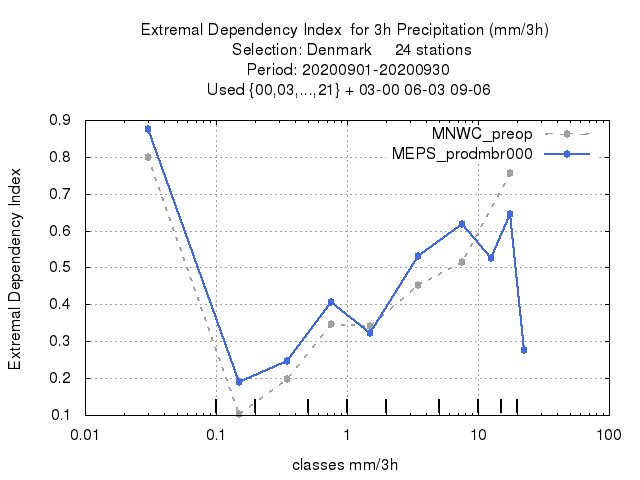 Extremal Dependency Index  for 3h Precipitation (mm/3h)
Selection: Denmark     24 stations
Period: 20200901-20200930
Used {00,03,...,21} + 03-00 06-03 09-06
MNWC_preop
MEPS_prodmbr000
0.9
0.8
0.7
0.6
0.5
0.4
0.3
0.2
0.1
Extremal Dependency Index
0.01 0.1 1 10 100
classes mm/3h